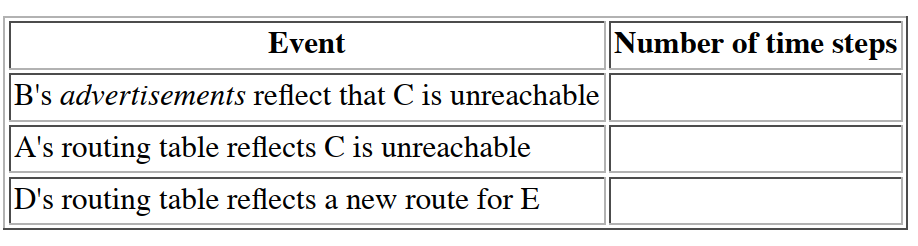 Event Number of time steps
B's advertisements reflect that C is unreachable
A's routing table reflects C is unreachable
D's routing table reflects a new route for E